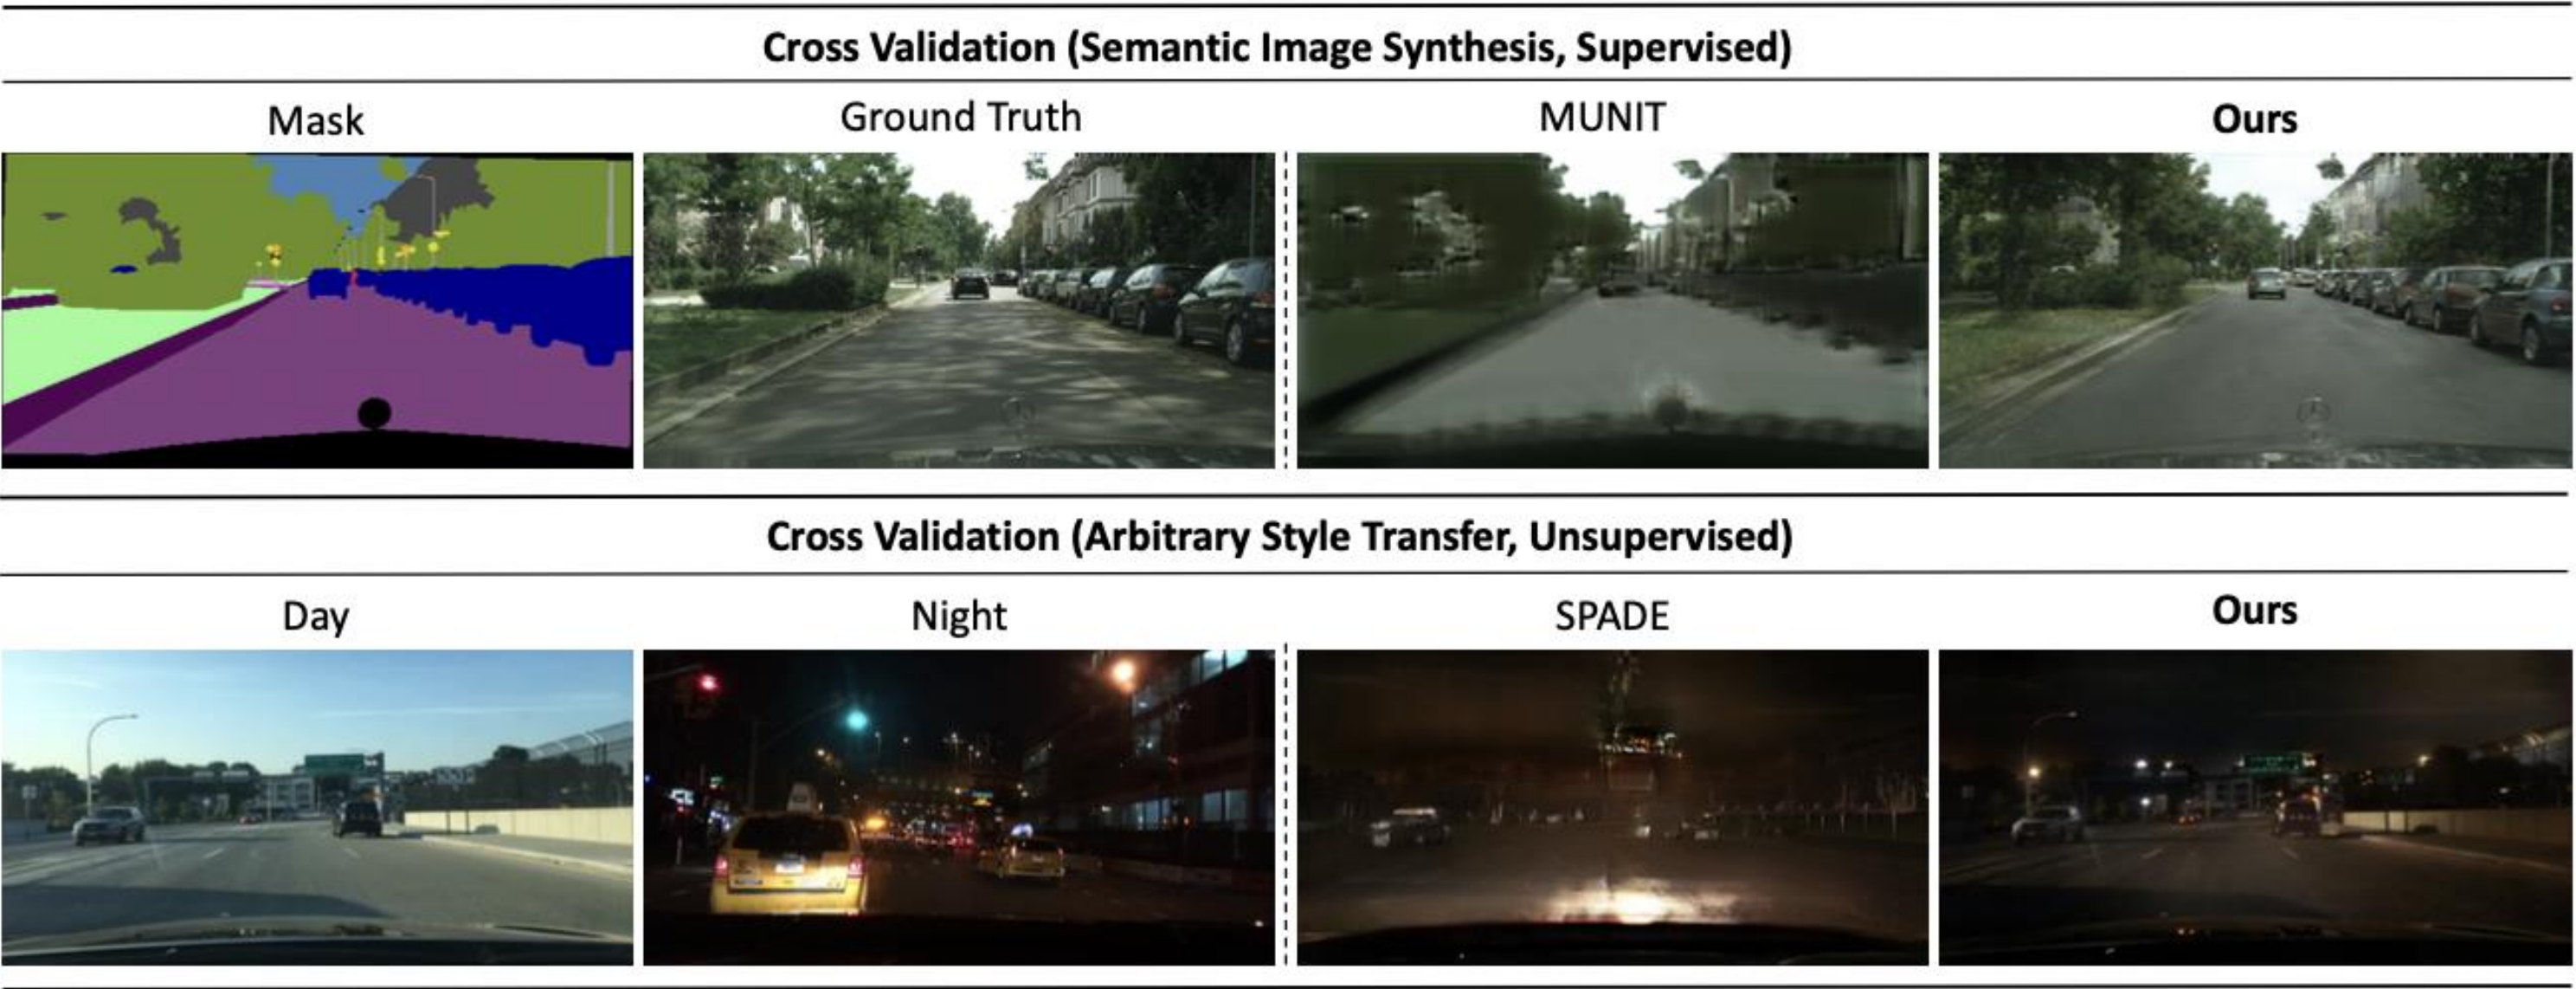 Cross Validation (Semantic Image Synthesis, Supervised)
Mask Ground Truth MUNIT Ours
Cross Validation (Arbitrary Style Transfer, Unsupervised)
Day Night SPADE Ours